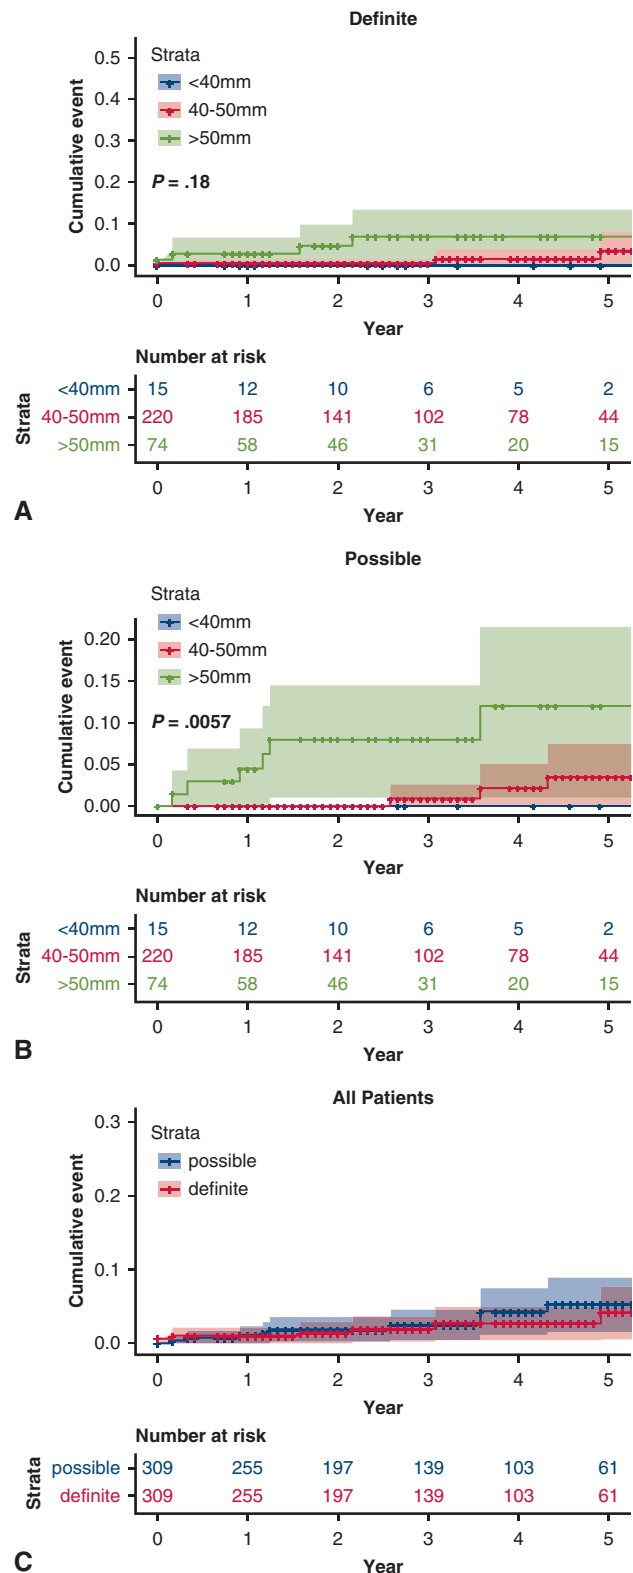 Definite
Strata
<40mm
40-50mm
>50mm
P = .18
Cumulative event
0.5
0.4
0.3
0.2
0.1
0.0
0 1 2 3 4 5
Year
Number at risk
Strata
<40mm 15 12 10 6 5 2
40-50mm 220 185 141 102 78 44
>50mm 74 58 46 31 20 15
0 1 2 3 4 5
Year
A
Possible
Strata
<40mm
40-50mm
>50mm
P = .0057
Cumulative event
0.20
0.15
0.10
0.05
0.00
0 1 2 3 4 5
Year
Number at risk
Strata
<40mm 15 12 10 6 5 2
40-50mm 220 185 141 102 78 44
>50mm 74 58 46 31 20 15
0 1 2 3 4 5
Year
B
All Patients
Strata
possible
definite
Cumulative event
0.3
0.2
0.1
0.0
0 1 2 3 4 5
Year
Number at risk
Strata
possible 309 255 197 139 103 61
definite 309 255 197 139 103 61
0 1 2 3 4 5
Year
C